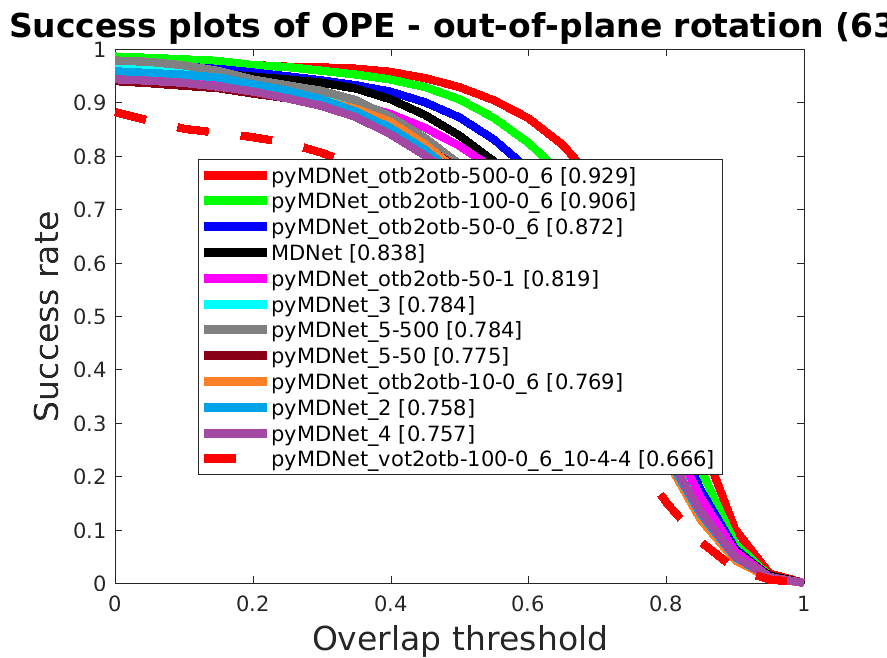 Success plots of OPE - out-of-plane rotation (63
1
0.9
0.8
0.7
0.6
0.5
0.4
0.3
0.2
0.1
0
Success rate
pyMDNet_otb2otb-500-0_6 [0.929]
pyMDNet_otb2otb-100-0_6 [0.906]
pyMDNet_otb2otb-50-0_6 [0.872]
MDNet [0.838]
pyMDNet_otb2otb-50-1 [0.819]
pyMDNet_3 [0.784]
pyMDNet_5-500 [0.784]
pyMDNet_5-50 [0.775]
pyMDNet_otb2otb-10-0_6 [0.769]
pyMDNet_2 [0.758]
pyMDNet_4 [0.757]
pyMDNet_vot2otb-100-0_6_10-4-4 [0.666]
0 0.2 0.4 0.6 0.8 1
Overlap threshold